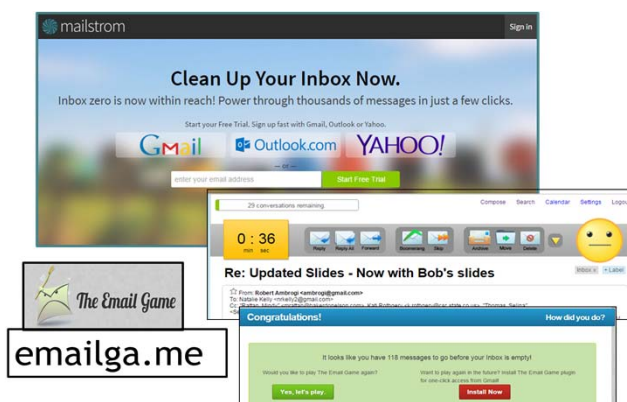 mailstrom
Sign in
Clean Up Your Inbox Now.
Inbox zero is now within reach! Power through thousands of messages in just a few clicks.
Start your Free Trial. Sign up fast with Gmail, Outlook or Yahoo.
GMail Outlook.com YAHOO!
— or —
enter your email address Start Free Trial
29 conversations remaining
Compose Search Calendar Settings Logou
0 : 36
min sec
Reply Reply All Forward Boomerang Skip Archive Move Delete
Re: Updated Slides - Now with Bob's slides
Inbox x + Label
From: Robert Ambrogi <ambrogi@gmail.com>
To: Natalie Kelly <nrkelly2@gmail.com>
The Email Game
emailga.me
Congratulations! How did you do?
It looks like you have 118 messages to go before your inbox is empty!
Would you like to play The Email Game again?
Want to play again in the future? Install The Email Game plugin
for one-click access from Gmail!
Yes, let's play. Install Now